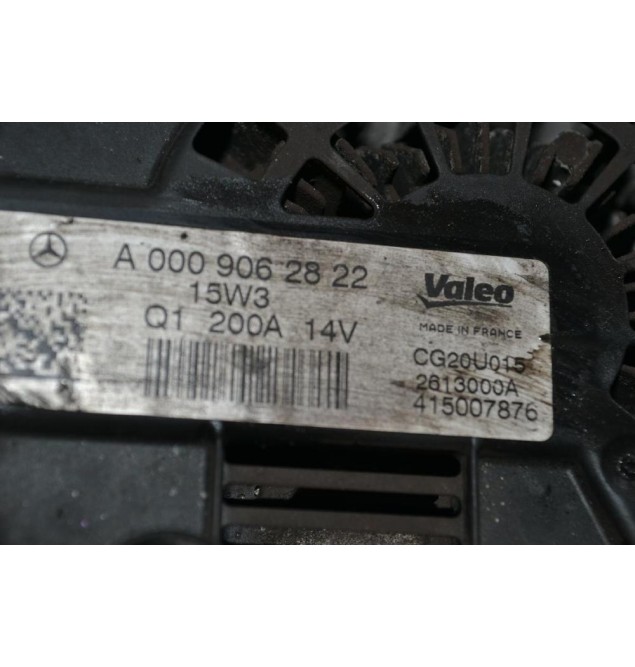 A 000 906 28 22
15W3
Q1 200A 14V
Valeo
MADE IN FRANCE
CG20U015
2613000A
415007876